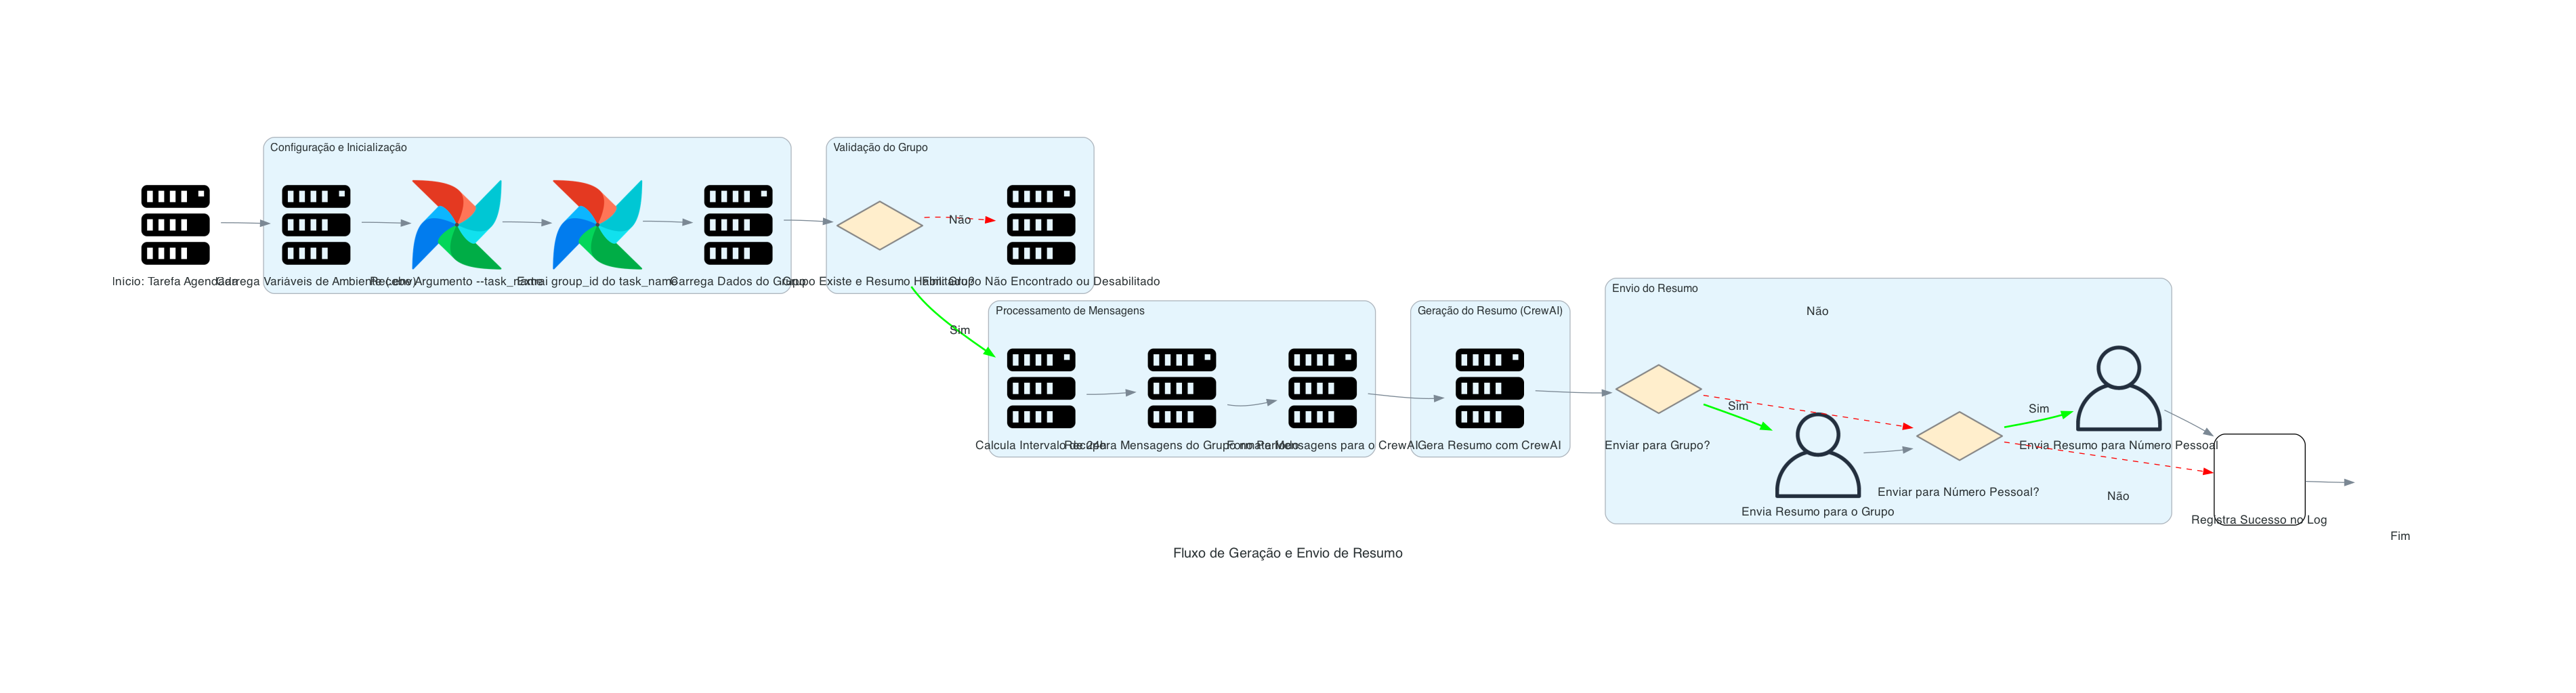 Configuração e Inicialização
Início: Tarefa Agendada
Carrega Variáveis de Ambiente (.env)
Recebe Argumento --task_name
Extrai group_id do task_name
Carrega Dados do Grupo
Validação do Grupo
Grupo Existe e Resumo Habilitado?
Não
Fim: Grupo Não Encontrado ou Desabilitado
Sim
Processamento de Mensagens
Calcula Intervalo de 24h
Recupera Mensagens do Grupo no Período
Formata Mensagens para o CrewAI
Geração do Resumo (CrewAI)
Gera Resumo com CrewAI
Envio do Resumo
Enviar para Grupo?
Não
Sim
Envia Resumo para o Grupo
Enviar para Número Pessoal?
Sim
Envia Resumo para Número Pessoal
Não
Registra Sucesso no Log
Fim
Fluxo de Geração e Envio de Resumo